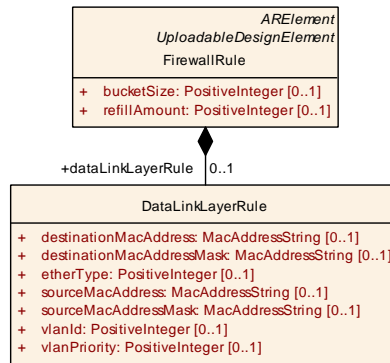 ARElement
UploadableDesignElement
FirewallRule
+ bucketSize: PositiveInteger [0..1]
+ refillAmount: PositiveInteger [0..1]
+dataLinkLayerRule 0..1
DataLinkLayerRule
+ destinationMacAddress: MacAddressString [0..1]
+ destinationMacAddressMask: MacAddressString [0..1]
+ etherType: PositiveInteger [0..1]
+ sourceMacAddress: MacAddressString [0..1]
+ sourceMacAddressMask: MacAddressString [0..1]
+ vlanId: PositiveInteger [0..1]
+ vlanPriority: PositiveInteger [0..1]